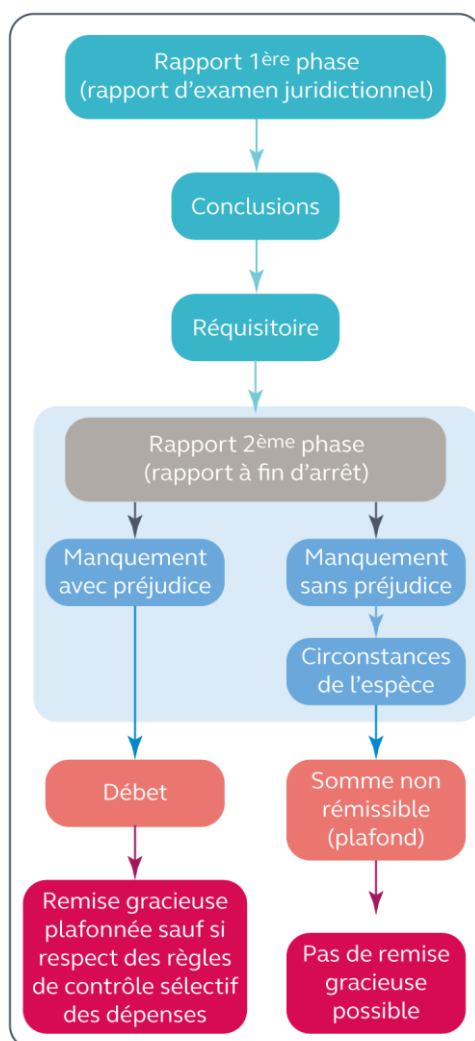 Rapport 1ère phase
(rapport d’examen juridictionnel)
Conclusions
Réquisitoire
Rapport 2ème phase
(rapport à fin d’arrêt)
Manquement
avec préjudice
Manquement
sans préjudice
Circonstances
de l’espèce
Débet
Somme non
rémissible
(plafond)
Remise gracieuse
plafonnée sauf si
respect des règles
de contrôle sélectif
des dépenses
Pas de remise
gracieuse
possible